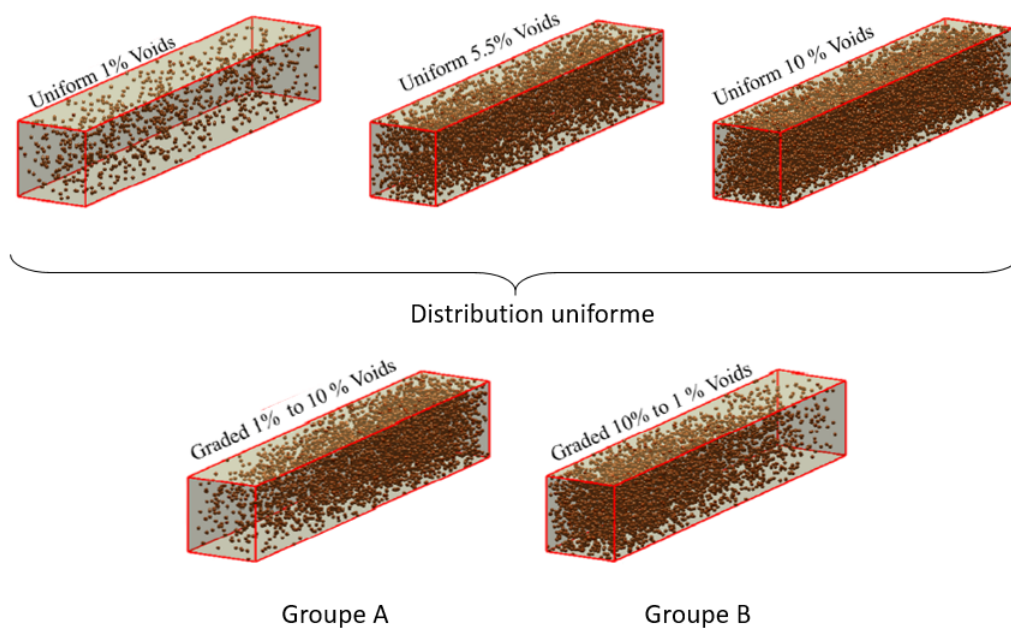 Uniform 1% Voids
Uniform 5.5% Voids
Uniform 10 % Voids
Distribution uniforme
Graded 1% to 10 % Voids
Graded 10% to 1 % Voids
Groupe A
Groupe B